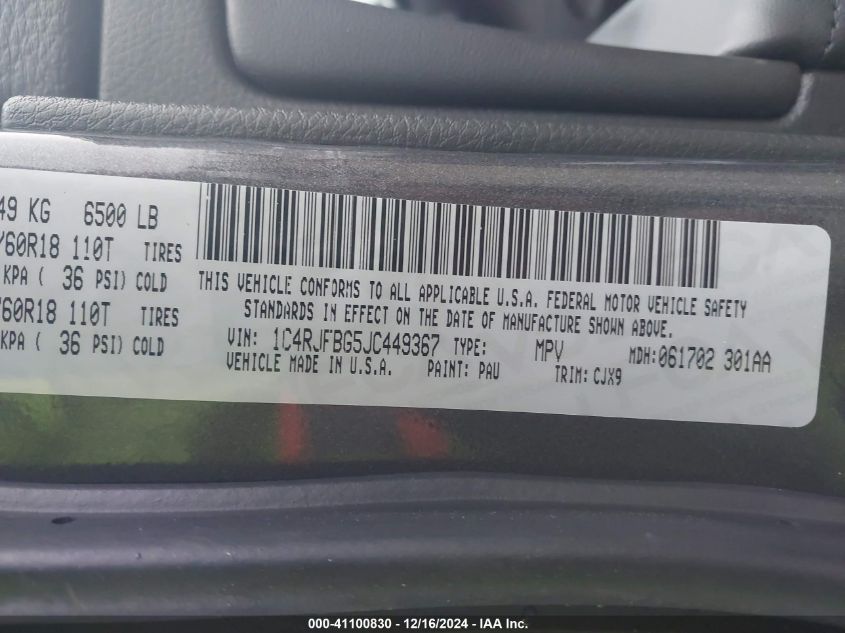 49 KG 6500 LB
/60R18 110T TIRES
KPA ( 36 PSI) COLD
/60R18 110T TIRES
KPA ( 36 PSI) COLD
THIS VEHICLE CONFORMS TO ALL APPLICABLE U.S.A. FEDERAL MOTOR VEHICLE SAFETY
STANDARDS IN EFFECT ON THE DATE OF MANUFACTURE SHOWN ABOVE.
VIN: 1C4RJFBG5JC449367 TYPE: MPV MDH:061702 301AA
VEHICLE MADE IN U.S.A. PAINT: PAU TRIM: CJX9
000-41100830 - 12/16/2024 - IAA Inc.